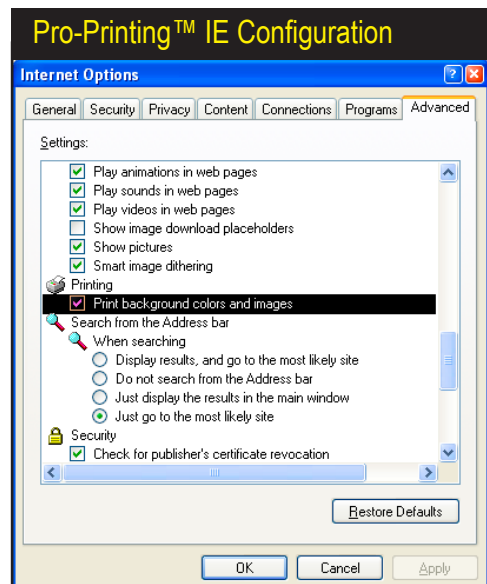 Pro-Printing™ IE Configuration
Internet Options
General Security Privacy Content Connections Programs Advanced
Settings:
Play animations in web pages
Play sounds in web pages
Play videos in web pages
Show image download placeholders
Show pictures
Smart image dithering
Printing
Print background colors and images
Search from the Address bar
When searching
Display results, and go to the most likely site
Do not search from the Address bar
Just display the results in the main window
Just go to the most likely site
Security
Check for publisher's certificate revocation
Restore Defaults
OK Cancel Apply